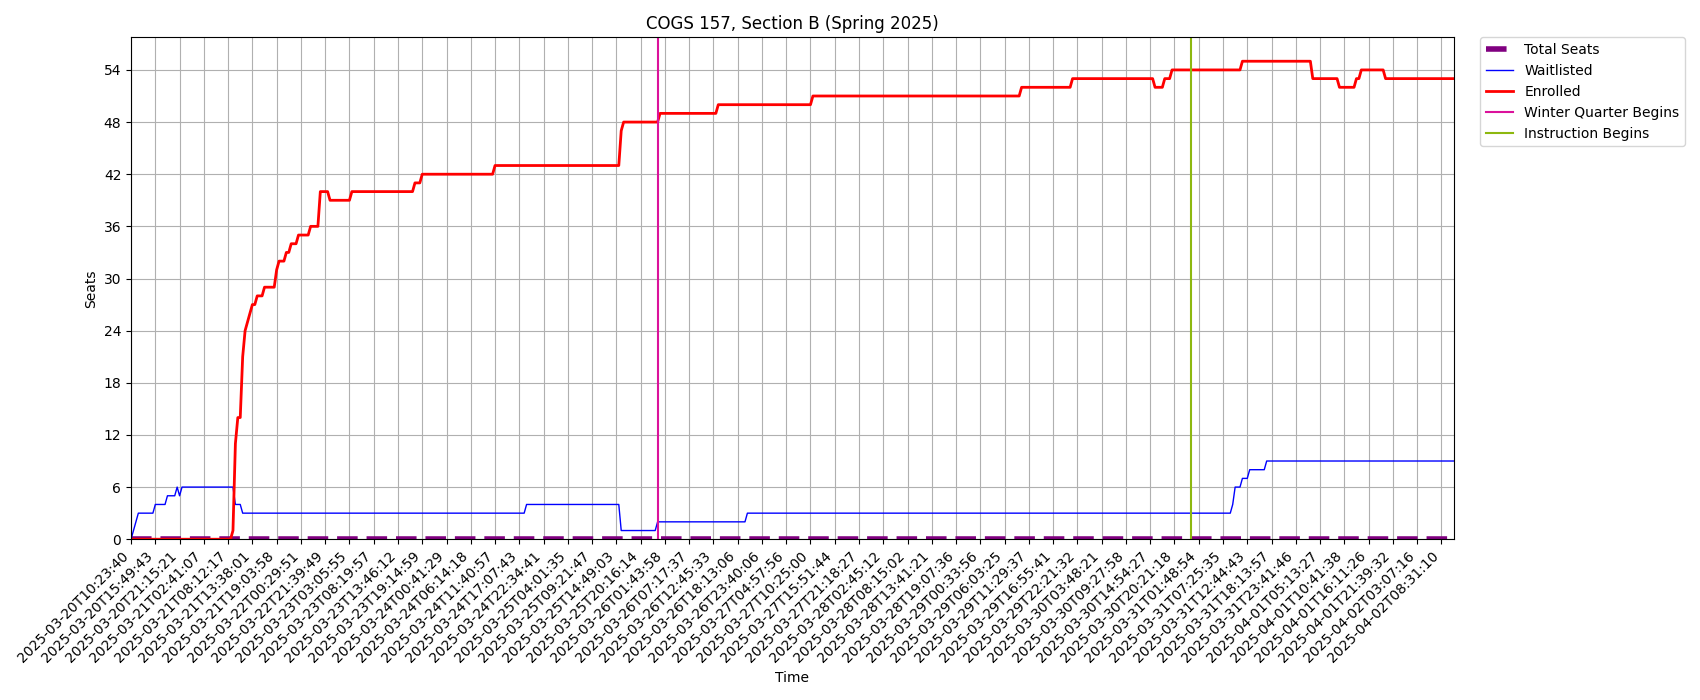 COGS 157, Section B (Spring 2025)
Total Seats
Waitlisted
Enrolled
Winter Quarter Begins
Instruction Begins
Seats
54
48
42
36
30
24
18
12
6
0
2025-03-20T10:23:40
2025-03-20T15:49:43
2025-03-20T21:15:21
2025-03-21T02:41:07
2025-03-21T08:12:17
2025-03-21T13:38:01
2025-03-21T19:03:58
2025-03-22T00:29:51
2025-03-22T21:39:49
2025-03-23T03:05:55
2025-03-23T08:19:57
2025-03-23T13:46:12
2025-03-23T19:14:59
2025-03-24T00:41:29
2025-03-24T06:14:18
2025-03-24T11:40:57
2025-03-24T17:07:43
2025-03-24T22:34:41
2025-03-25T04:01:35
2025-03-25T09:21:47
2025-03-25T14:49:03
2025-03-25T20:16:14
2025-03-26T01:43:58
2025-03-26T07:17:37
2025-03-26T12:45:33
2025-03-26T18:13:06
2025-03-26T23:40:06
2025-03-27T04:57:56
2025-03-27T10:25:00
2025-03-27T15:51:44
2025-03-27T21:18:27
2025-03-28T02:45:12
2025-03-28T08:15:02
2025-03-28T13:41:21
2025-03-28T19:07:36
2025-03-29T00:33:56
2025-03-29T06:03:25
2025-03-29T11:29:37
2025-03-29T16:55:41
2025-03-29T22:21:32
2025-03-30T03:48:21
2025-03-30T09:27:58
2025-03-30T14:54:27
2025-03-30T20:21:18
2025-03-31T01:48:54
2025-03-31T07:25:35
2025-03-31T12:44:43
2025-03-31T18:13:57
2025-03-31T23:41:46
2025-04-01T05:13:27
2025-04-01T10:41:38
2025-04-01T16:11:26
2025-04-01T21:39:32
2025-04-02T03:07:16
2025-04-02T08:31:10
Time